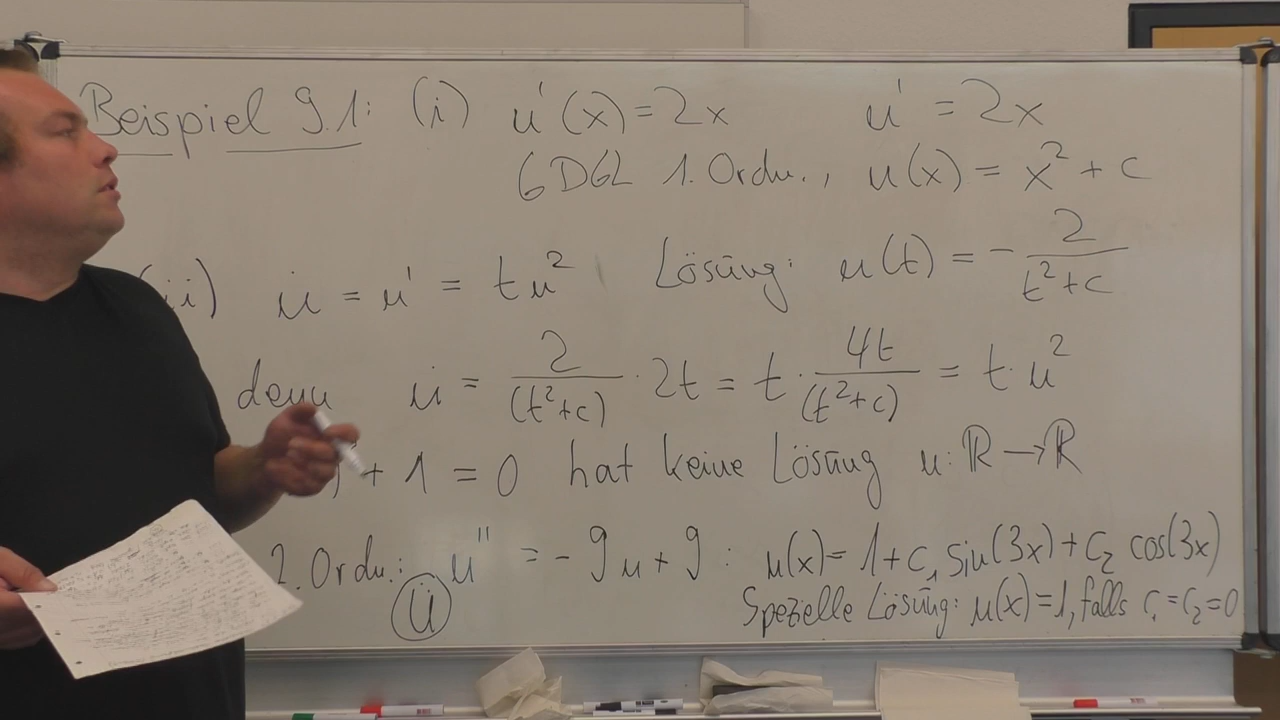 Beispiel 9.1: (i) u'(x) = 2x u' = 2x
GDGL 1. Ordn., u(x) = x² + c
ii) u̇ = u' = tu² Lösung: u(t) = - 2/(t²+c)
denn u̇ = 2/(t²+c) · 2t = t · 4t/(t²+c) = t · u²
+ 1 = 0 hat keine Lösung u: ℝ → ℝ
2. Ordn.: u'' = -9u + 9 : u(x) = 1 + c₁ sin(3x) + c₂ cos(3x)
Ü Spezielle Lösung: u(x) = 1, falls c₁ = c₂ = 0